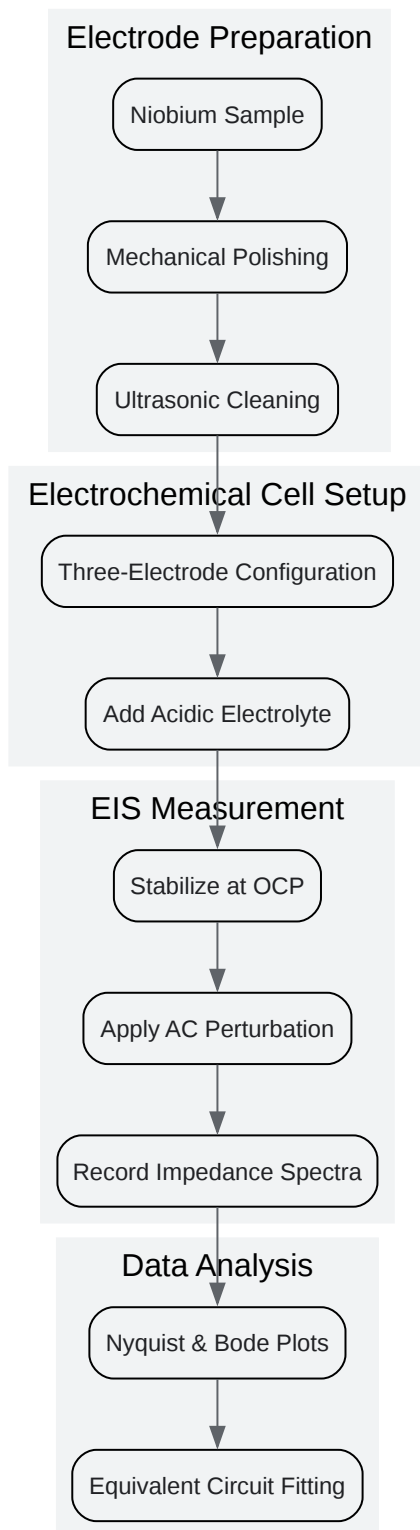 Electrode Preparation
Niobium Sample
Mechanical Polishing
Ultrasonic Cleaning
Electrochemical Cell Setup
Three-Electrode Configuration
Add Acidic Electrolyte
EIS Measurement
Stabilize at OCP
Apply AC Perturbation
Record Impedance Spectra
Data Analysis
Nyquist & Bode Plots
Equivalent Circuit Fitting